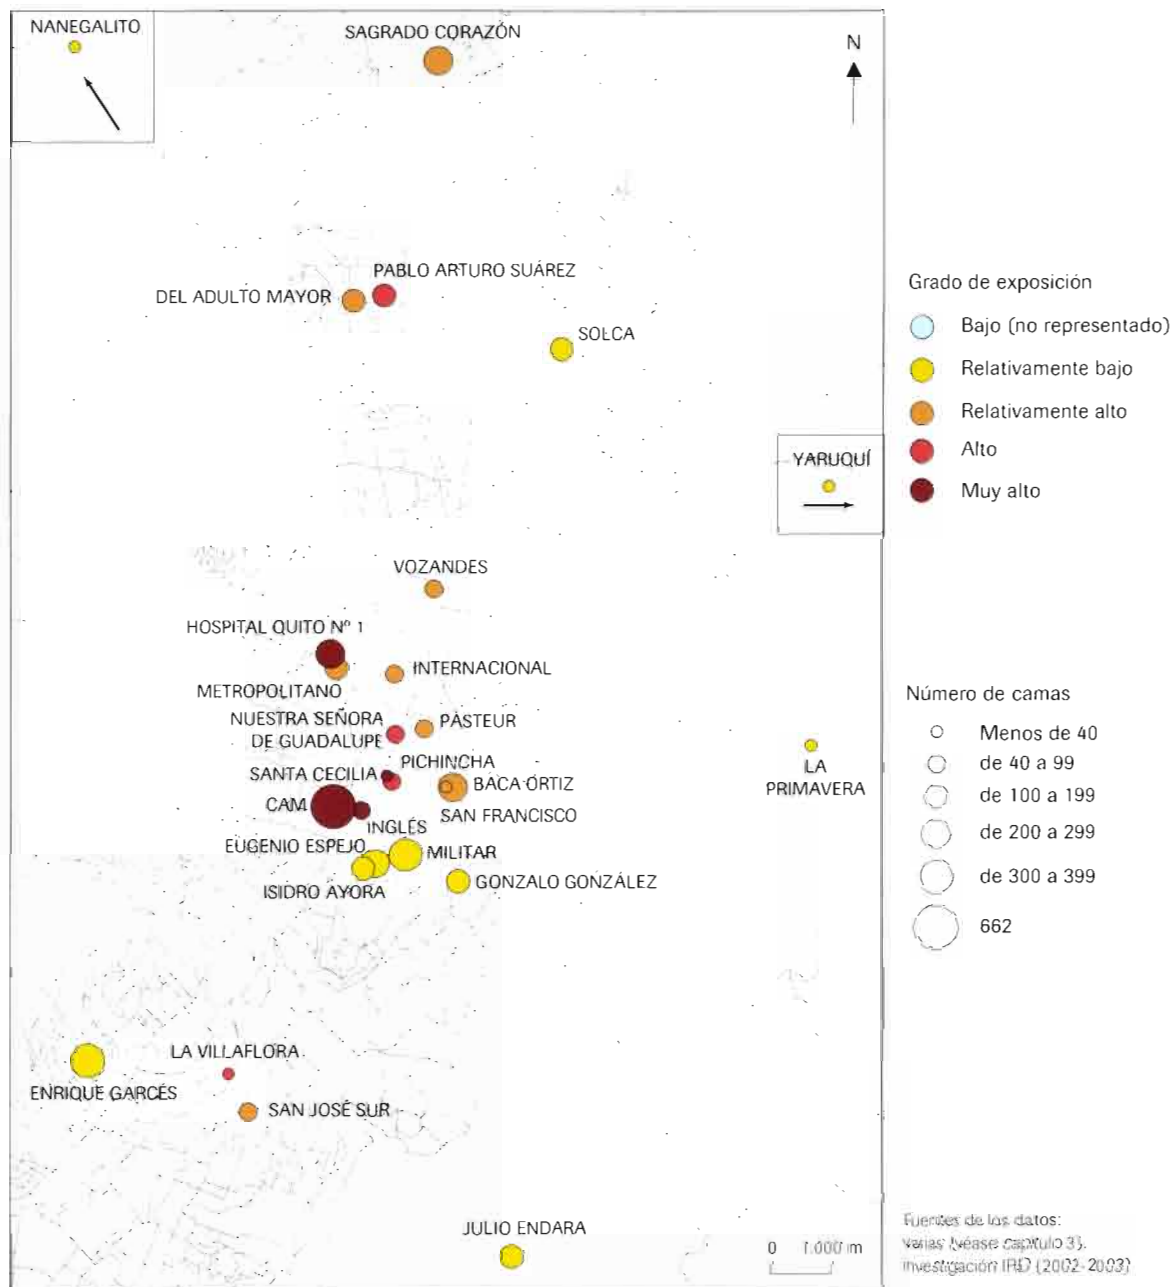 NANEGALITO
SAGRADO CORAZÓN
N
PABLO ARTURO SUÁREZ
DEL ADULTO MAYOR
SOLCA
YARUQUÍ
VOZANDES
HOSPITAL QUITO Nº 1
INTERNACIONAL
METROPOLITANO
NUESTRA SEÑORA
DE GUADALUPE
PASTEUR
PICHINCHA
SANTA CECILIA
BACA ORTIZ
CAM
SAN FRANCISCO
INGLÉS
EUGENIO ESPEJO
MILITAR
ISIDRO AYORA
GONZALO GONZÁLEZ
LA
PRIMAVERA
LA VILLAFLORA
ENRIQUE GARCÉS
SAN JOSÉ SUR
JULIO ENDARA
0 1.000 m
Grado de exposición
Bajo (no representado)
Relativamente bajo
Relativamente alto
Alto
Muy alto
Número de camas
Menos de 40
de 40 a 99
de 100 a 199
de 200 a 299
de 300 a 399
662
Fuentes de los datos:
varias (véase capítulo 3).
investigación IRD (2002-2003)